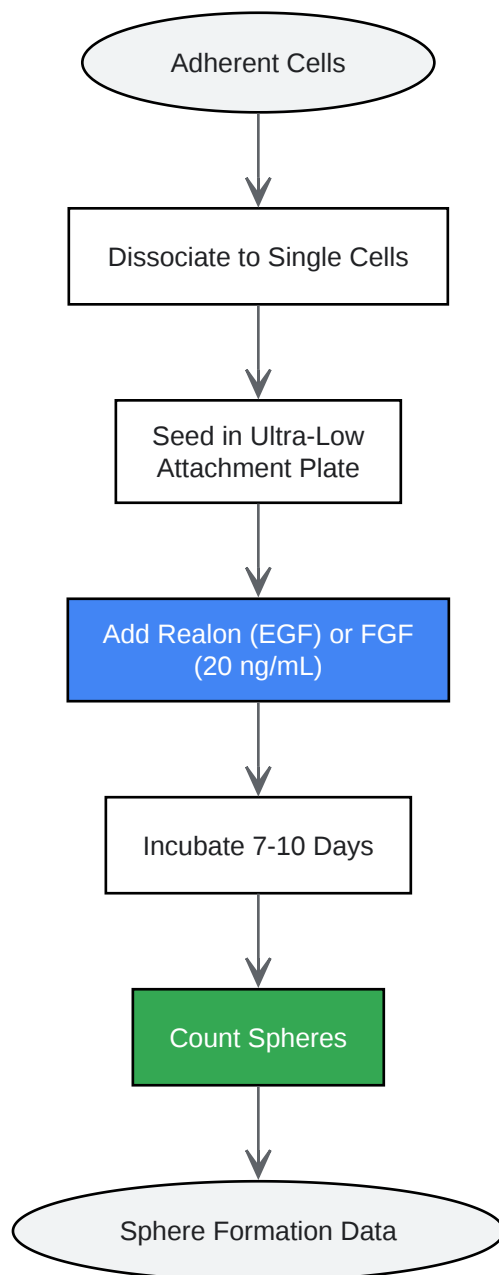 Adherent Cells
Dissociate to Single Cells
Seed in Ultra-Low
Attachment Plate
Add Realon (EGF) or FGF
(20 ng/mL)
Incubate 7-10 Days
Count Spheres
Sphere Formation Data